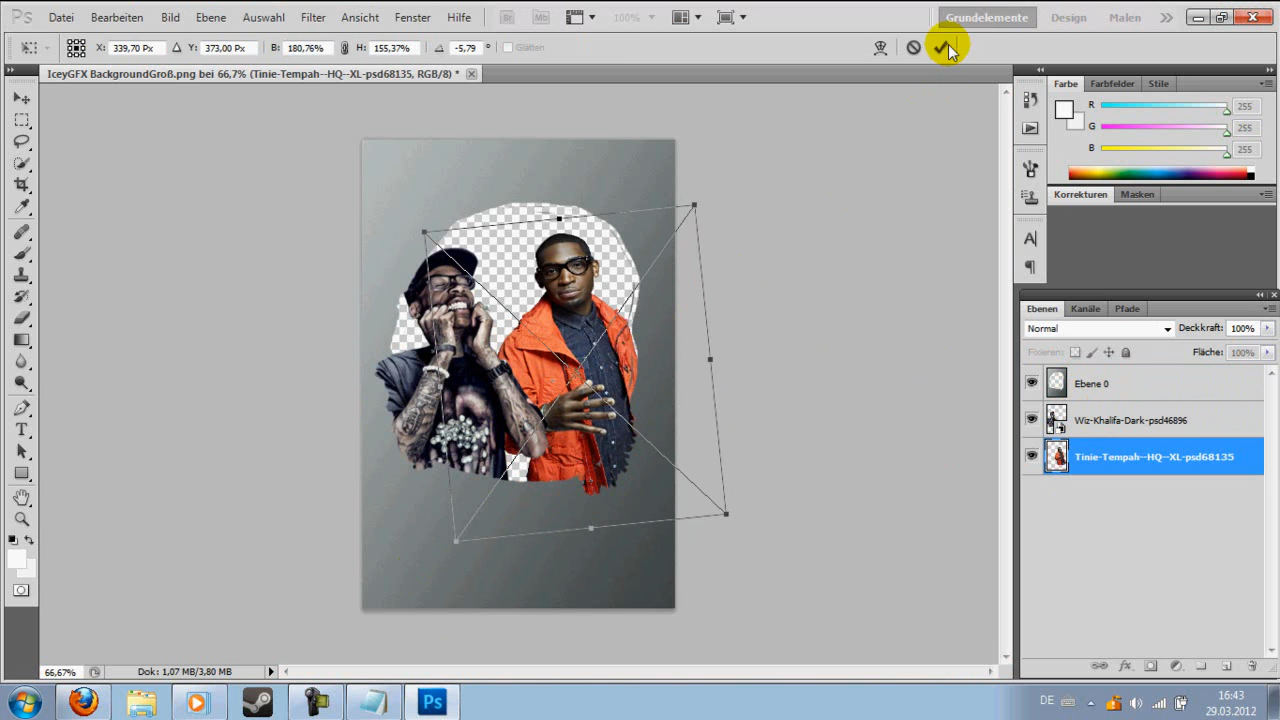 Ps Datei Bearbeiten Bild Ebene Auswahl Filter Ansicht Fenster Hilfe Br Mb 100% Grundelemente Design Malen
X: 339,70 Px Y: 373,00 Px B: 180,76% H: 155,37% -5,79 ° Glätten
IceyGFX BackgroundGroß.png bei 66,7% (Tinie-Tempah--HQ--XL-psd68135, RGB/8) *
Farbe Farbfelder Stile
R 255
G 255
B 255
Korrekturen Masken
Ebenen Kanäle Pfade
Normal Deckkraft: 100%
Fixieren: Fläche: 100%
Ebene 0
Wiz-Khalifa-Dark-psd46896
Tinie-Tempah--HQ--XL-psd68135
66,67% Dok: 1,07 MB/3,80 MB
Ps DE 16:43
29.03.2012